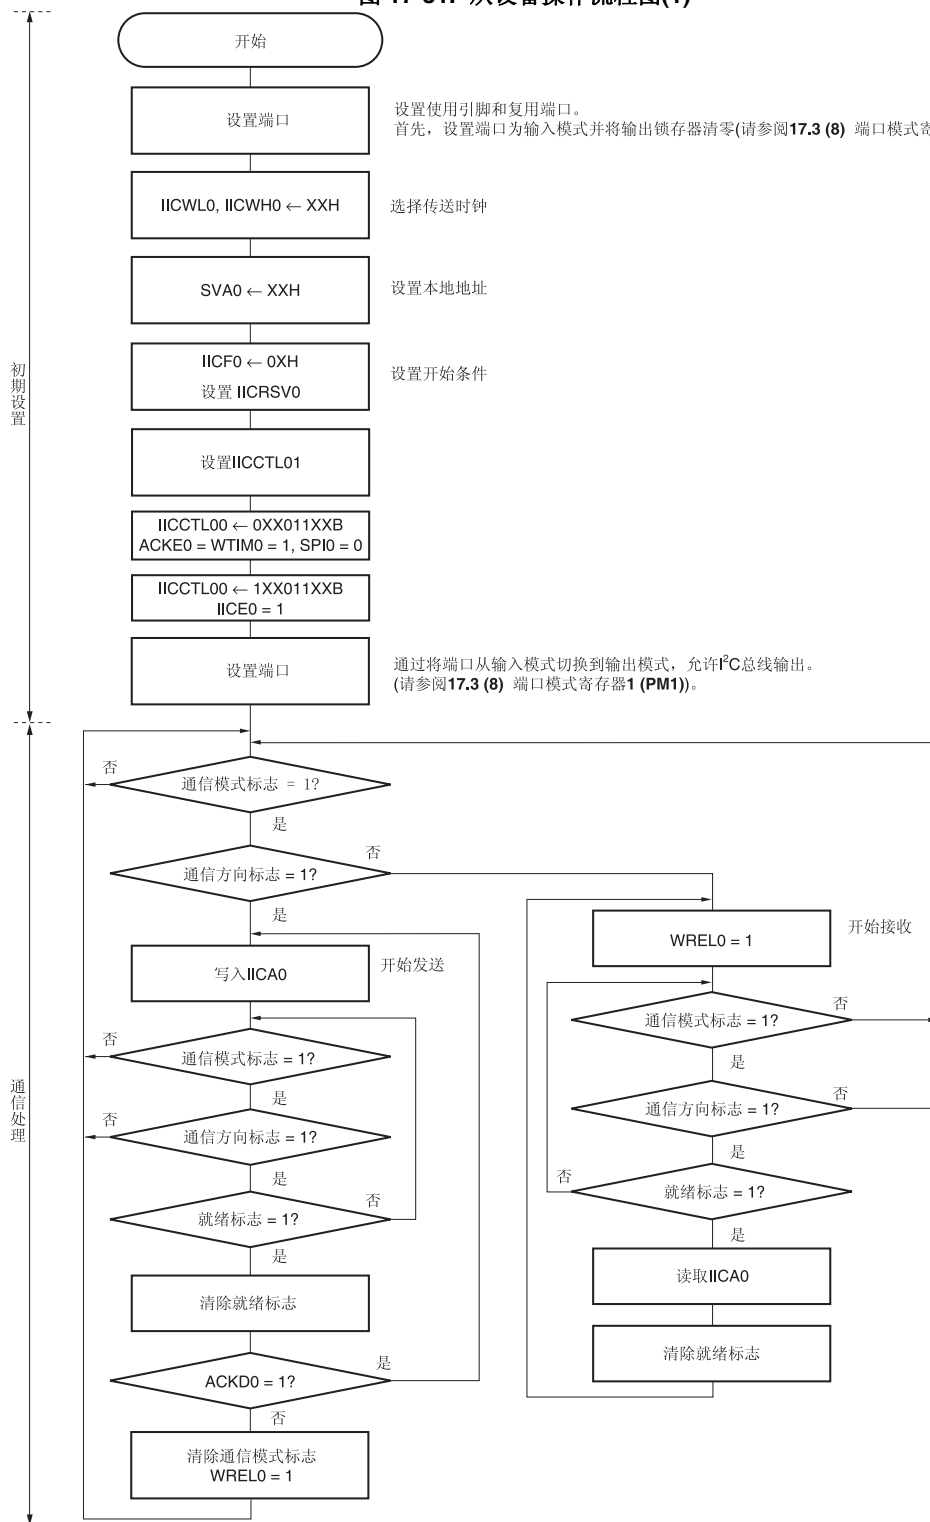 图 17-31. 从设备操作流程图(1)
开始
设置端口
设置使用引脚和复用端口。
首先，设置端口为输入模式并将输出锁存器清零(请参阅17.3 (8) 端口模式寄
IICWL0, IICWH0 ← XXH
选择传送时钟
SVA0 ← XXH
设置本地地址
IICF0 ← 0XH
设置 IICRSV0
设置开始条件
设置IICCTL01
IICCTL00 ← 0XX011XXB
ACKE0 = WTIM0 = 1, SPI0 = 0
IICCTL00 ← 1XX011XXB
IICE0 = 1
设置端口
通过将端口从输入模式切换到输出模式，允许I²C总线输出。
(请参阅17.3 (8) 端口模式寄存器1 (PM1))。
初期设置
否
通信模式标志 = 1?
是
通信方向标志 = 1?
否
是
写入IICA0
开始发送
否
通信模式标志 = 1?
是
否
通信方向标志 = 1?
是
就绪标志 = 1?
否
是
清除就绪标志
ACKD0 = 1?
是
否
清除通信模式标志
WREL0 = 1
WREL0 = 1
开始接收
通信模式标志 = 1?
否
是
通信方向标志 = 1?
否
是
否
就绪标志 = 1?
是
读取IICA0
清除就绪标志
通信处理